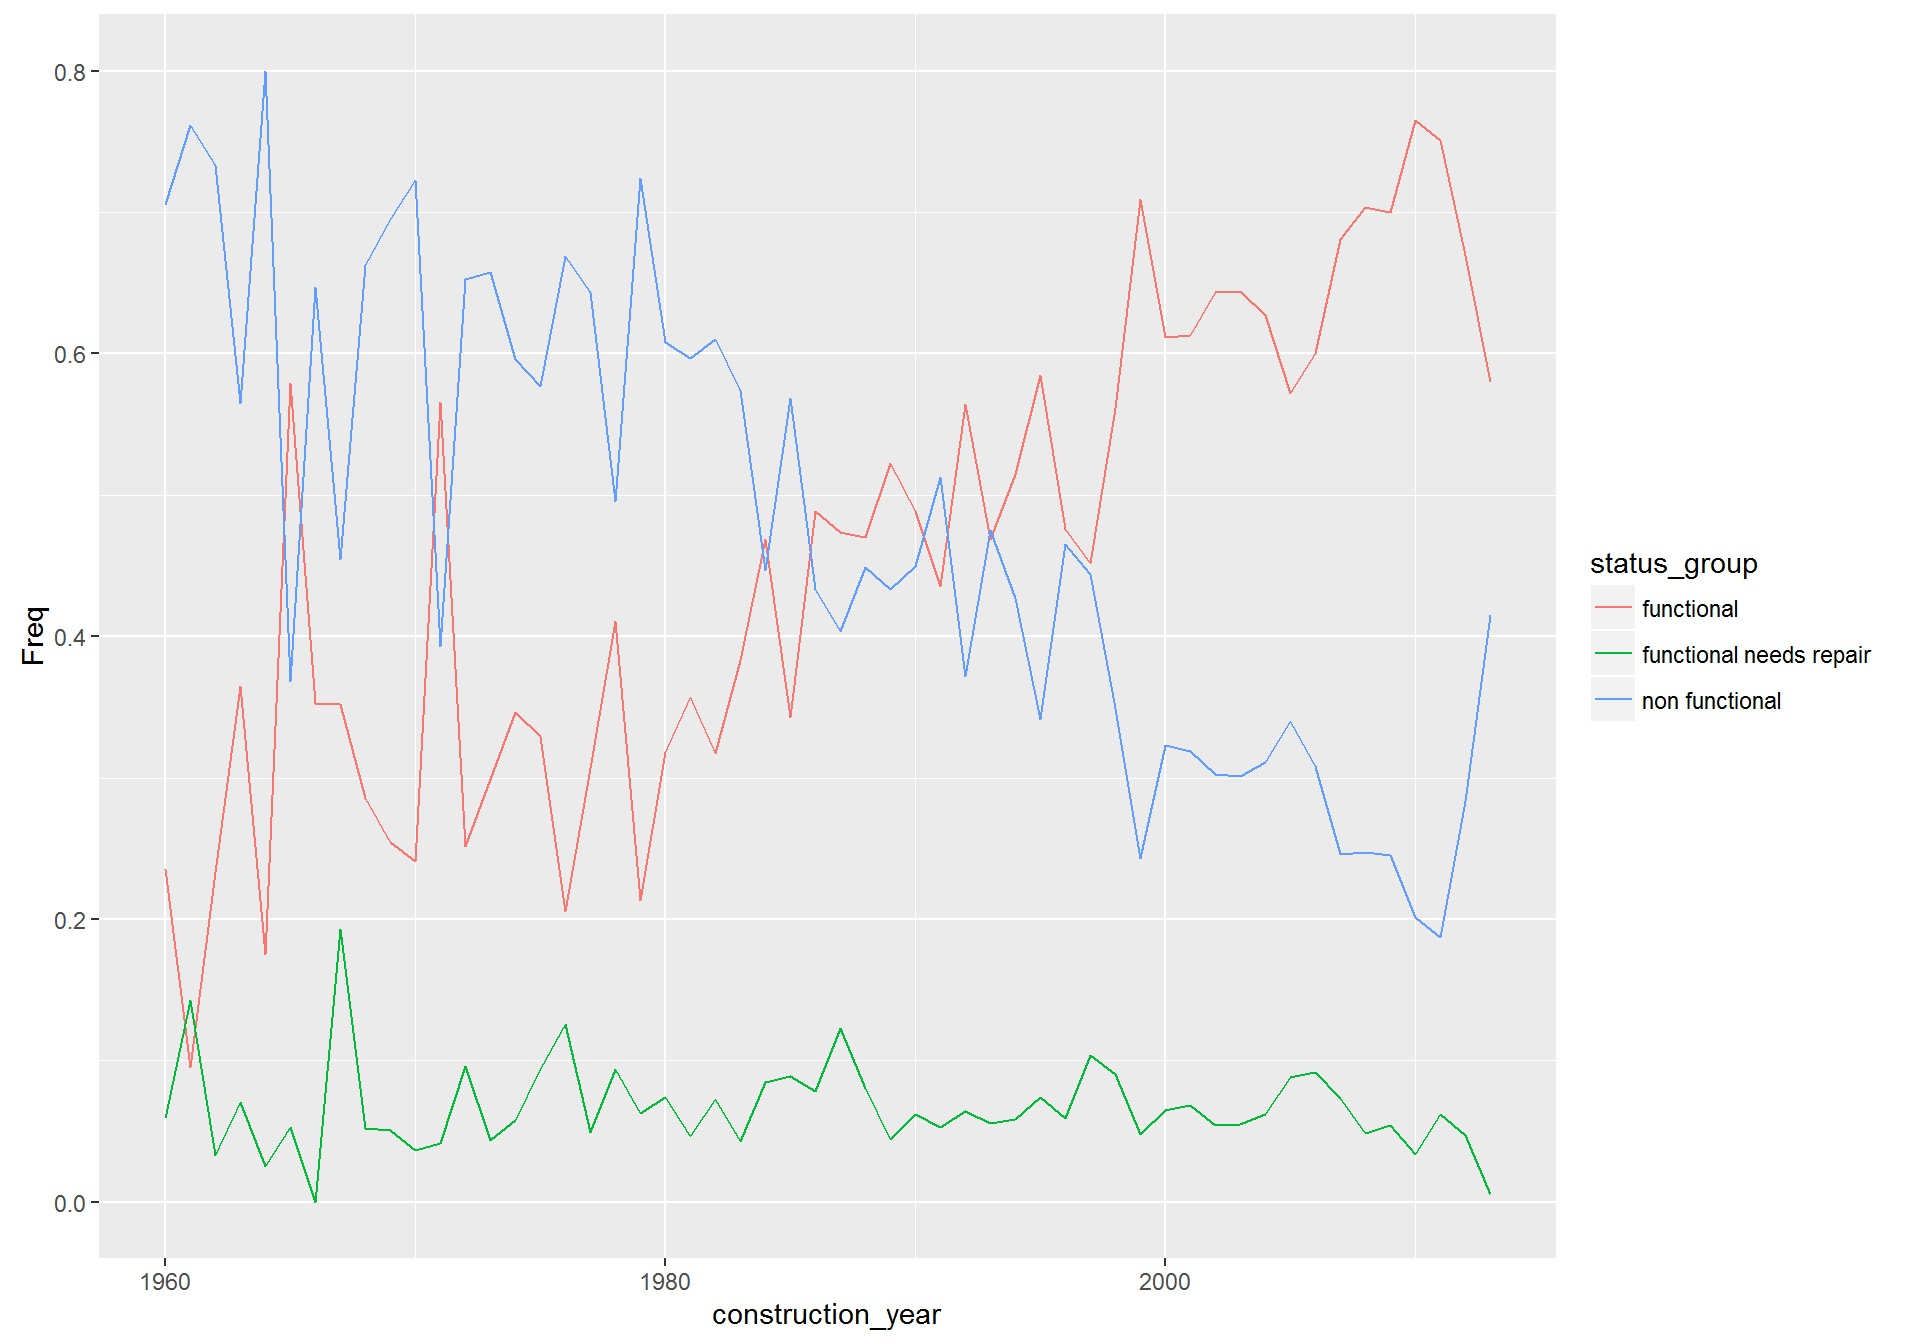 0.8
0.6
0.4
0.2
0.0
Freq
1960
1980
2000
construction_year
status_group
functional
functional needs repair
non functional